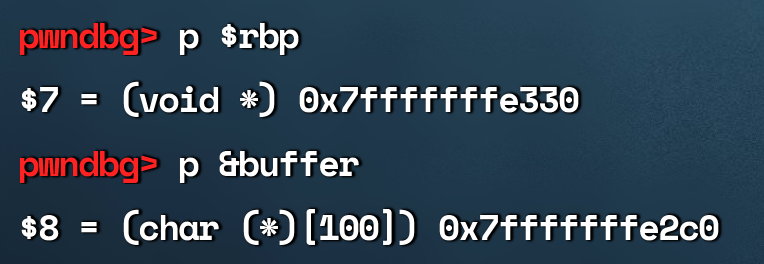 pwndbg> p $rbp
$7 = (void *) 0x7fffffffe330
pwndbg> p &buffer
$8 = (char (*)[100]) 0x7fffffffe2c0